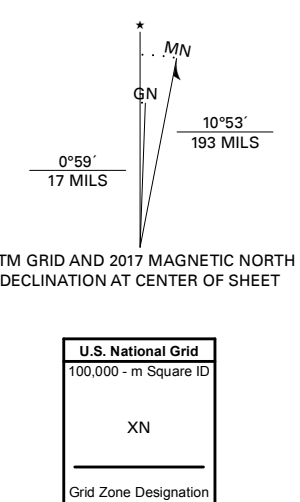 ★
MN
GN
10°53´
193 MILS
0°59´
17 MILS
TM GRID AND 2017 MAGNETIC NORTH
DECLINATION AT CENTER OF SHEET
U.S. National Grid
100,000 - m Square ID
XN
Grid Zone Designation